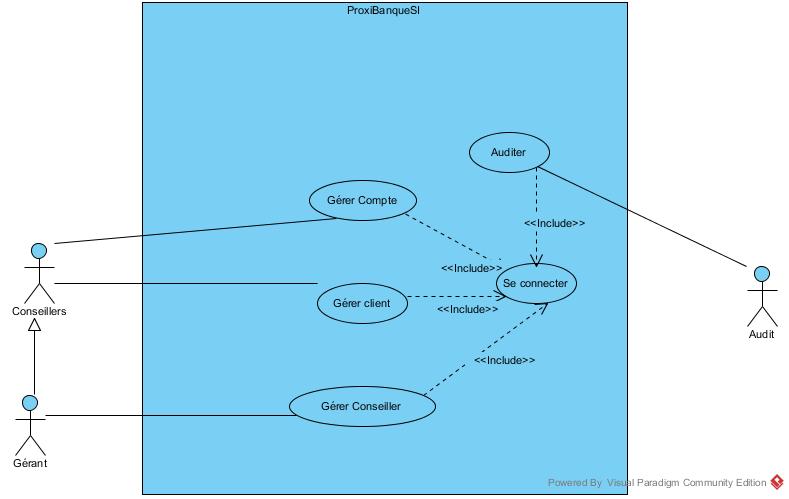 ProxiBanqueSI
Auditer
Gérer Compte
<<Include>>
<<Include>>
Se connecter
Gérer client
<<Include>>
Conseillers
Audit
<<Include>>
Gérer Conseiller
Gérant
Powered By Visual Paradigm Community Edition